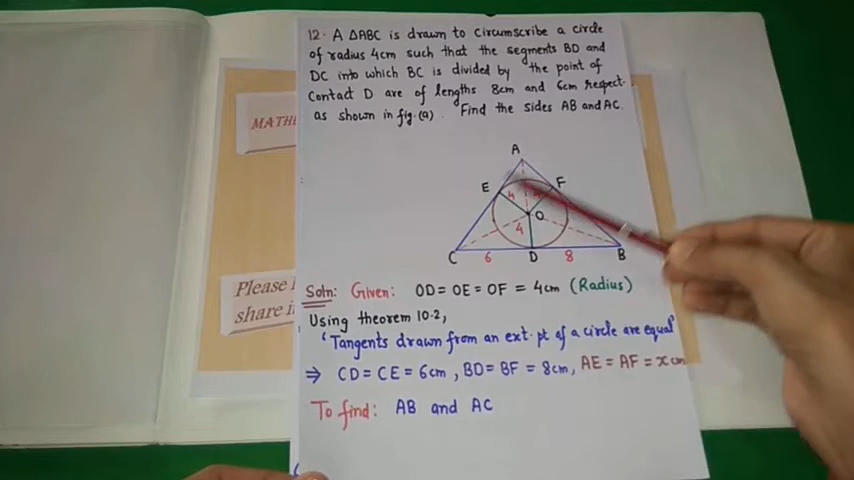 12. A ΔABC is drawn to circumscribe a circle
of radius 4cm such that the segments BD and
DC into which BC is divided by the point of
Contact D are of lengths 8cm and 6cm respect.
as shown in fig.(a). Find the sides AB and AC.
MATHE
A
E
F
4
O
4
C
6
D
8
B
Soln: Given: OD = OE = OF = 4cm (Radius)
Please
share in
Using theorem 10.2,
'Tangents drawn from an ext. pt of a circle are equal'
⇒ CD = CE = 6cm, BD = BF = 8cm, AE = AF = x cm
To find: AB and AC